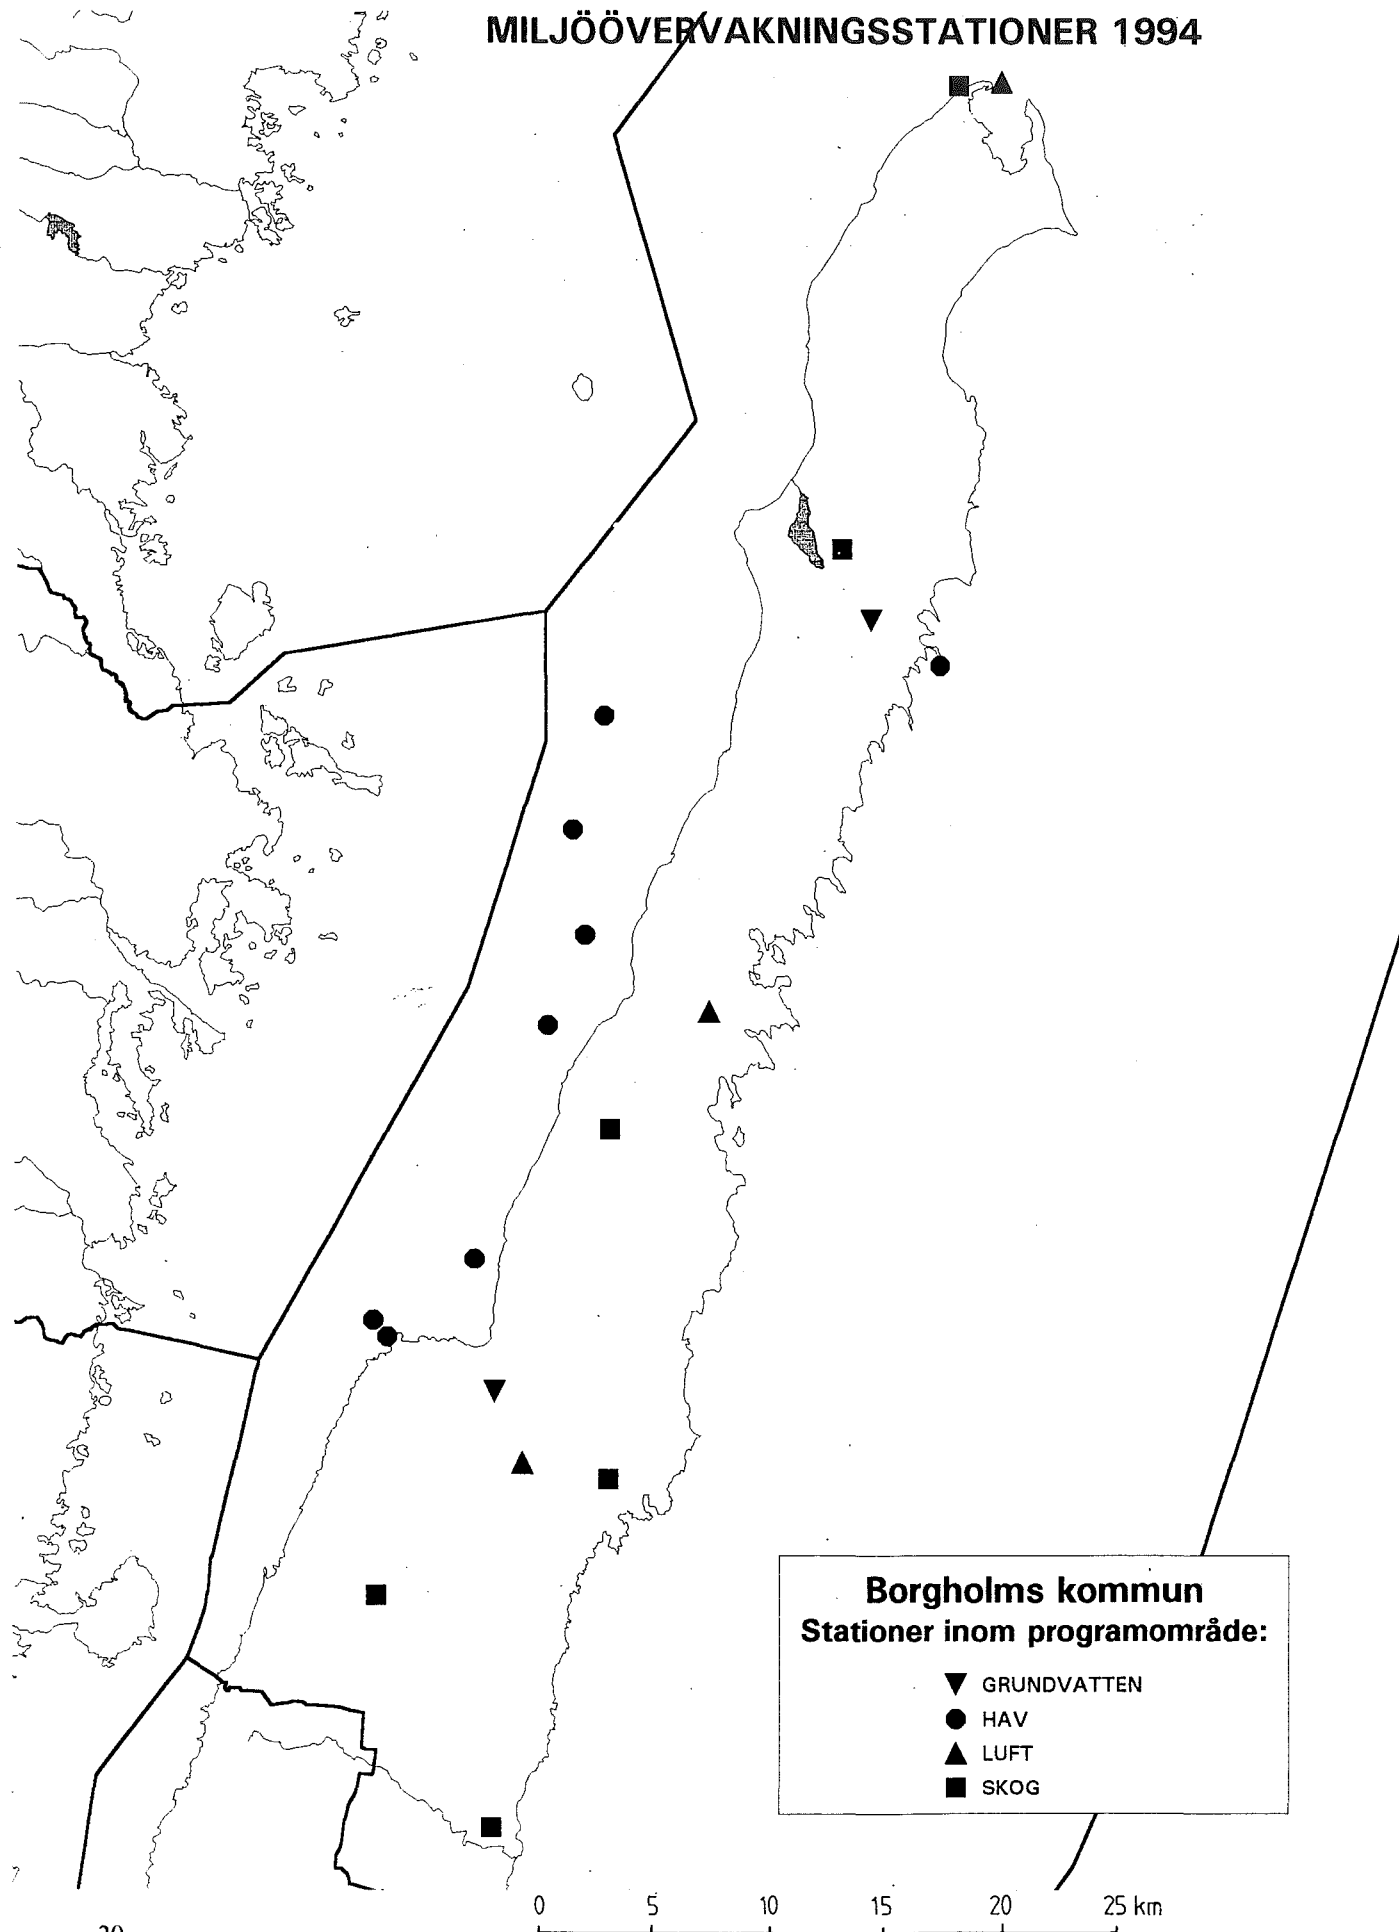 MILJÖÖVERVAKNINGSSTATIONER 1994
Borgholms kommun
Stationer inom programområde:
GRUNDVATTEN
HAV
LUFT
SKOG
0 5 10 15 20 25 km